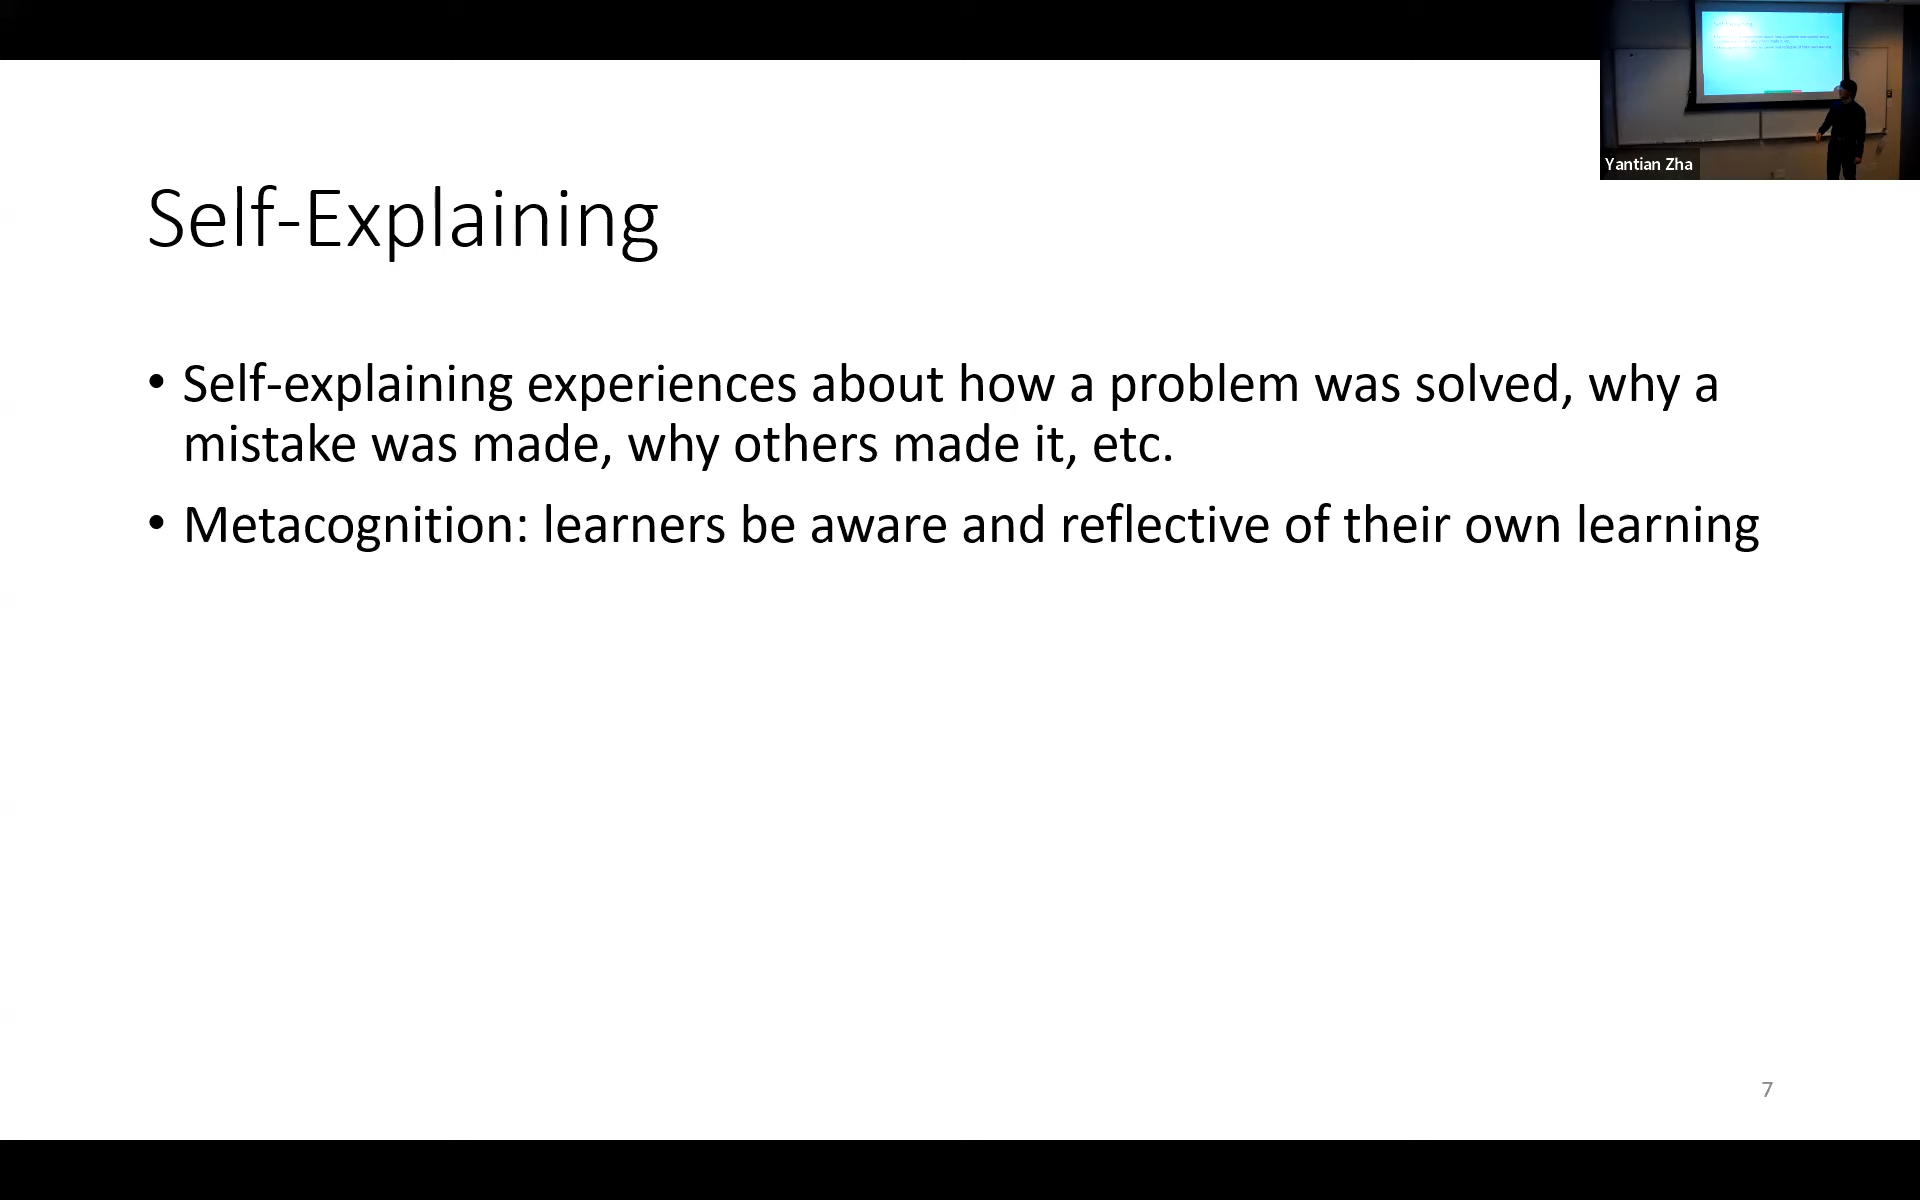 Yantian Zha
Self-Explaining
• Self-explaining experiences about how a problem was solved, why a
mistake was made, why others made it, etc.
• Metacognition: learners be aware and reflective of their own learning
7